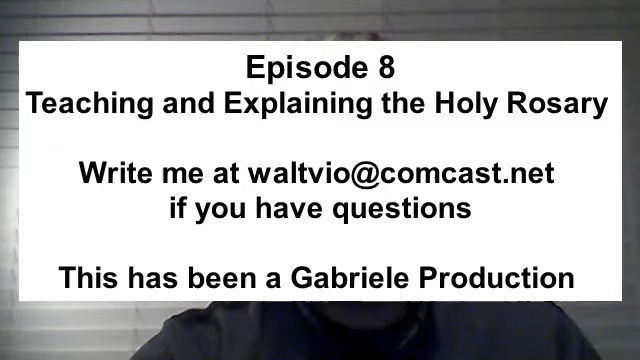 Episode 8
Teaching and Explaining the Holy Rosary
Write me at waltvio@comcast.net
if you have questions
This has been a Gabriele Production